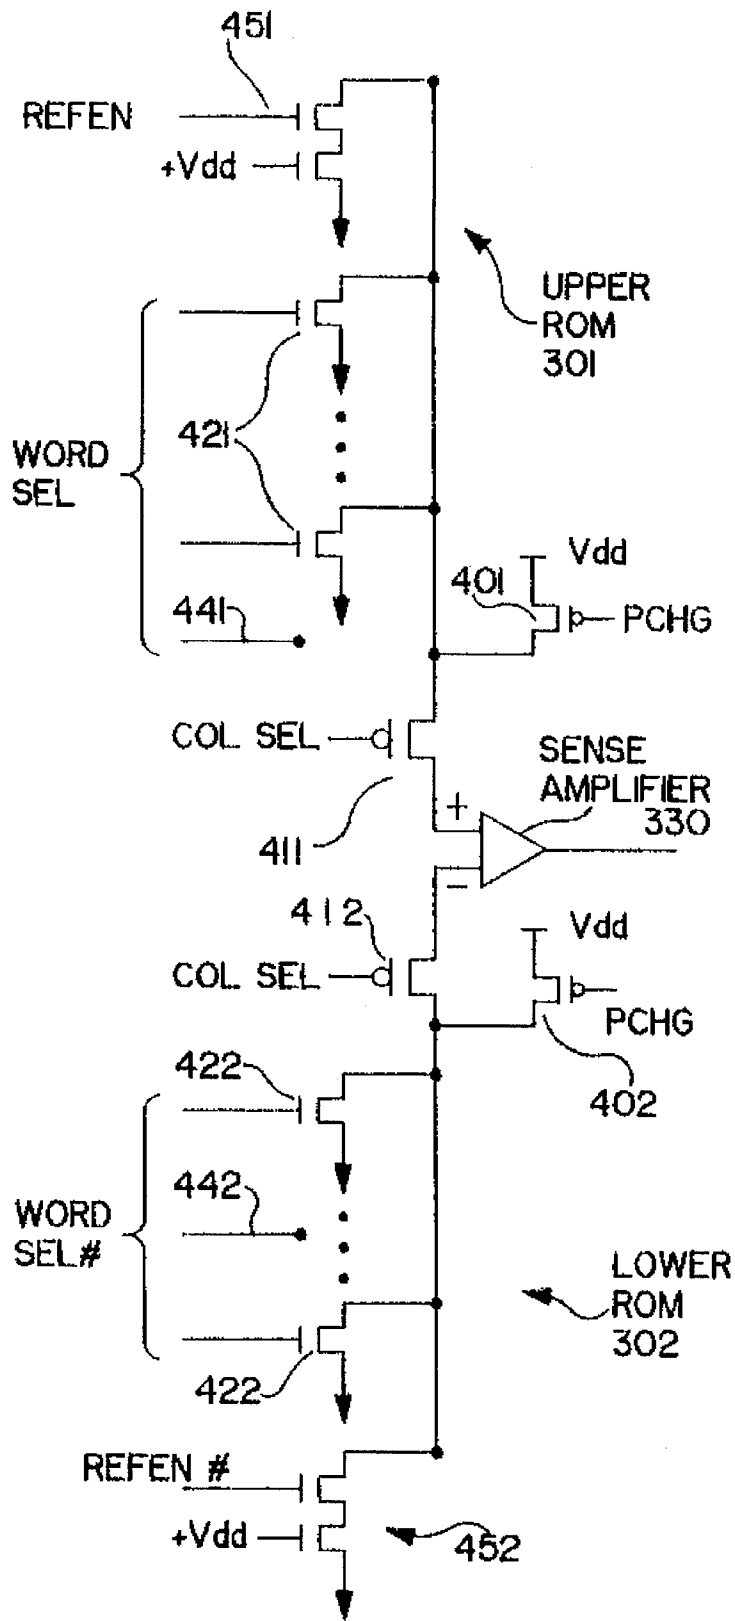 451
REFEN
+Vdd
UPPER
ROM
301
421
WORD
SEL
Vdd
401
PCHG
441
COL SEL
SENSE
AMPLIFIER
330
+
411
−
412
Vdd
COL SEL
PCHG
422
402
442
WORD
SEL#
LOWER
ROM
302
422
REFEN #
+Vdd
452